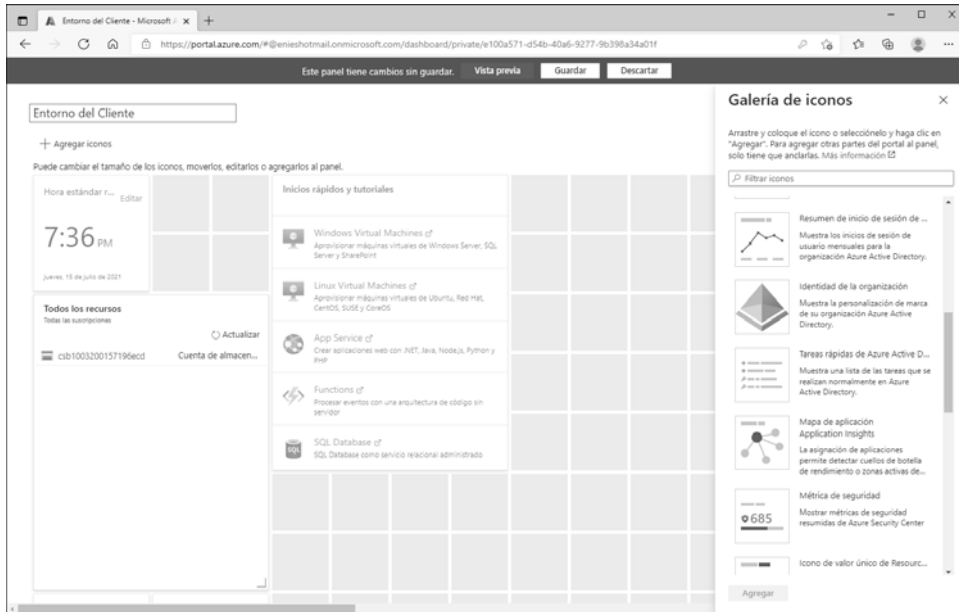 Entorno del Cliente - Microsoft A
https://portal.azure.com/#@enieshotmail.onmicrosoft.com/dashboard/private/e100a571-d54b-40a6-9277-9b398a34a01f
Este panel tiene cambios sin guardar. Vista previa Guardar Descartar
Entorno del Cliente
Agregar iconos
Puede cambiar el tamaño de los iconos, moverlos, editarlos o agregarlos al panel.
Hora estándar r... Editar
7:36 PM
jueves, 15 de julio de 2021
Todos los recursos
Todas las suscripciones
Actualizar
csb1003200157196ecd Cuenta de almacen...
Inicios rápidos y tutoriales
Windows Virtual Machines
Aprovisionar máquinas virtuales de Windows Server, SQL
Server y SharePoint
Linux Virtual Machines
Aprovisionar máquinas virtuales de Ubuntu, Red Hat,
CentOS, SUSE y CoreOS
App Service
Crear aplicaciones web con .NET, Java, Node.js, Python y
PHP
Functions
Procesar eventos con una arquitectura de código sin
servidor
SQL
SQL Database
SQL Database como servicio relacional administrado
Galería de iconos
Arrastre y coloque el icono o selecciónelo y haga clic en
"Agregar". Para agregar otras partes del portal al panel,
solo tiene que anclarlas. Más información
Filtrar iconos
Resumen de inicio de sesión de ...
Muestra los inicios de sesión de
usuario mensuales para la
organización Azure Active Directory.
Identidad de la organización
Muestra la personalización de marca
de su organización Azure Active
Directory.
Tareas rápidas de Azure Active D...
Muestra una lista de las tareas que se
realizan normalmente en Azure
Active Directory.
Mapa de aplicación
Application Insights
La asignación de aplicaciones
permite detectar cuellos de botella
de rendimiento o zonas activas de...
685
Métrica de seguridad
Mostrar métricas de seguridad
resumidas de Azure Security Center
Icono de valor único de Resourc...
Agregar